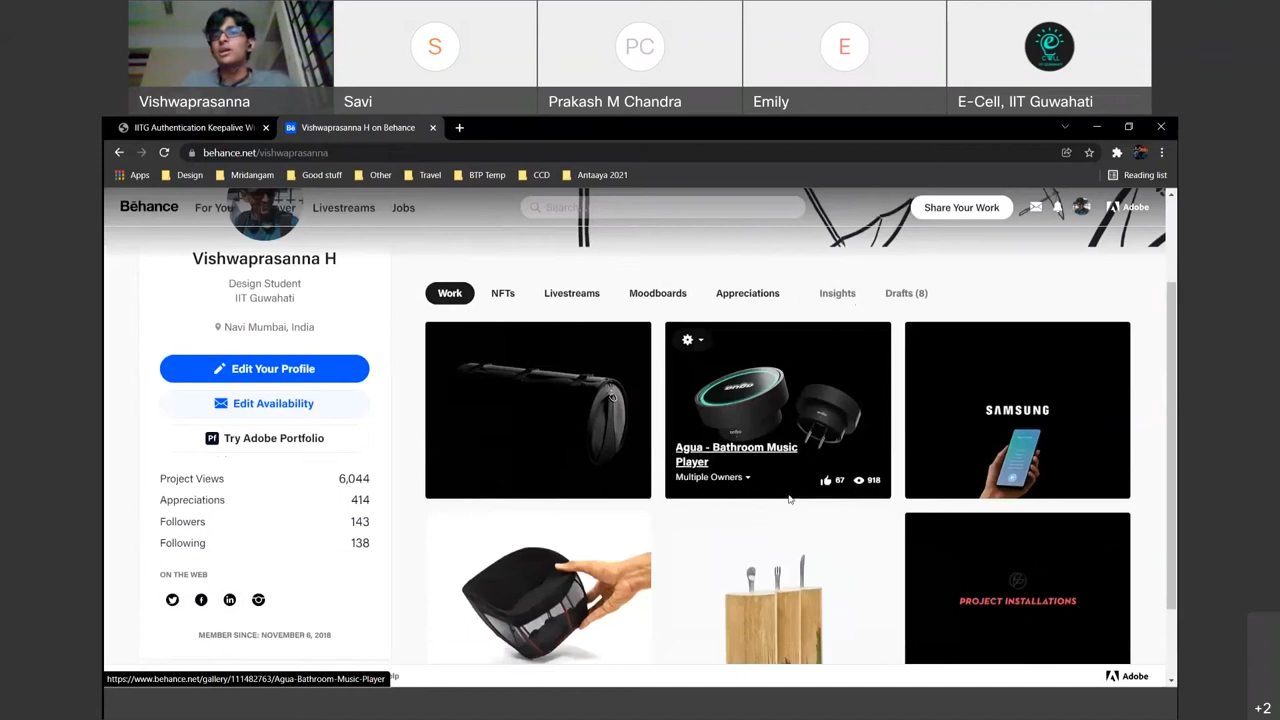 S
PC
E
Vishwaprasanna
Savi
Prakash M Chandra
Emily
E-Cell, IIT Guwahati
IITG Authentication Keepalive Wi
Vishwaprasanna H on Behance
behance.net/vishwaprasanna
Apps
Design
Mridangam
Good stuff
Other
Travel
BTP Temp
CCD
Antaaya 2021
Reading list
Bēhance
For You
Livestreams
Jobs
Search
Share Your Work
Adobe
Vishwaprasanna H
Design Student
IIT Guwahati
Navi Mumbai, India
Edit Your Profile
Edit Availability
Pf Try Adobe Portfolio
Project Views 6,044
Appreciations 414
Followers 143
Following 138
ON THE WEB
MEMBER SINCE: NOVEMBER 6, 2018
Work
NFTs
Livestreams
Moodboards
Appreciations
Insights
Drafts (8)
Agua - Bathroom Music
Player
Multiple Owners
67
918
SAMSUNG
PROJECT INSTALLATIONS
https://www.behance.net/gallery/111482763/Agua-Bathroom-Music-Player
Adobe
+2